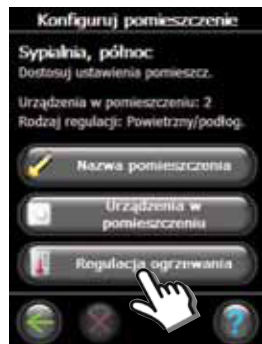 Konfiguruj pomieszczenie
Sypialnia, północ
Dostosuj ustawienia pomieszcz.
Urządzenia w pomieszczeniu: 2
Rodzaj regulacji: Powietrzny/podłog.
Nazwa pomieszczenia
Urządzenia w
pomieszczeniu
Regulacja ogrzewania
?